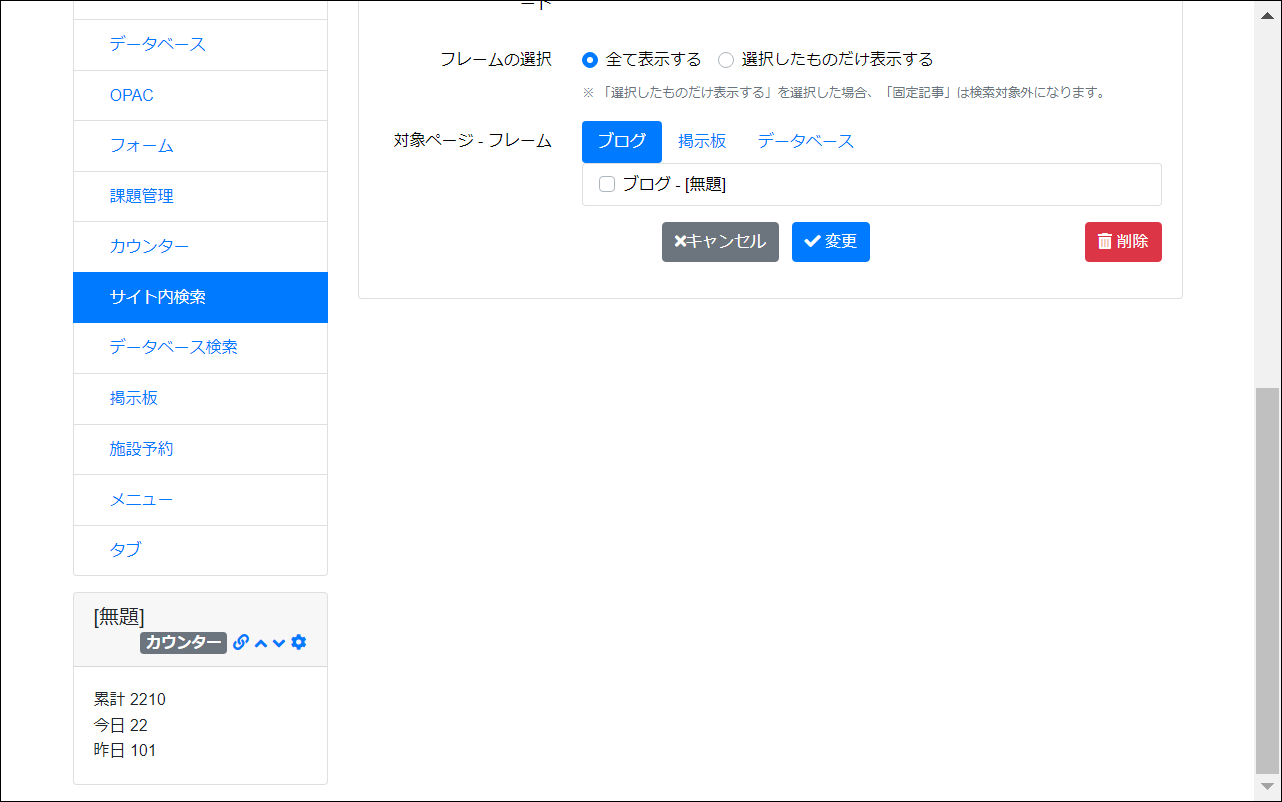 データベース
OPAC
フォーム
課題管理
カウンター
サイト内検索
データベース検索
掲示板
施設予約
メニュー
タブ
[無題]
カウンター
累計 2210
今日 22
昨日 101
ード
フレームの選択
全て表示する 選択したものだけ表示する
※ 「選択したものだけ表示する」を選択した場合、「固定記事」は検索対象外になります。
対象ページ - フレーム
ブログ 掲示板 データベース
ブログ - [無題]
キャンセル 変更 削除